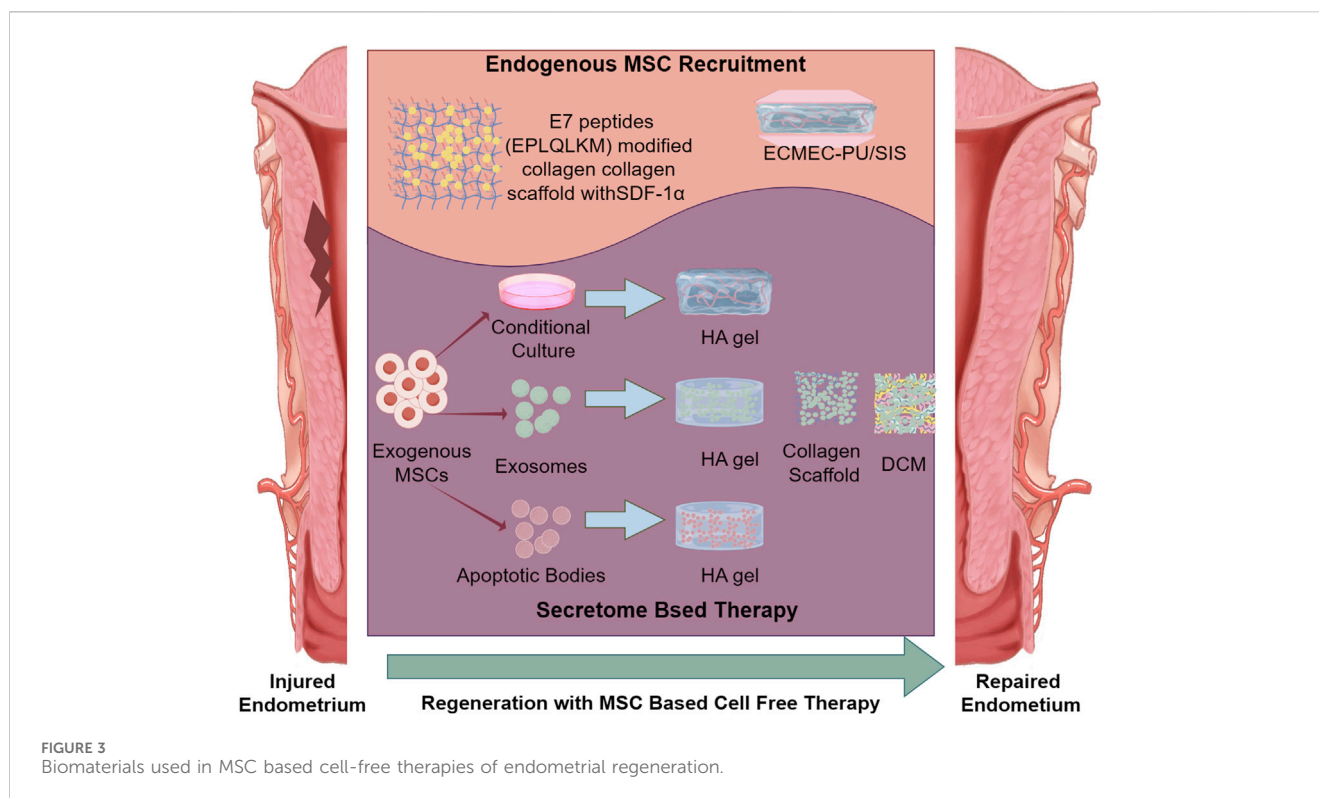 Endogenous MSC Recruitment
E7 peptides
(EPLQLKM) modified
collagen collagen
scaffold withSDF-1α
ECMEC-PU/SIS
Conditional
Culture
HA gel
Exogenous
MSCs
Exosomes
HA gel
Collagen
Scaffold
DCM
Apoptotic Bodies
HA gel
Secretome Bsed Therapy
Injured
Endometrium
Regeneration with MSC Based Cell Free Therapy
Repaired
Endometium
FIGURE 3
Biomaterials used in MSC based cell-free therapies of endometrial regeneration.